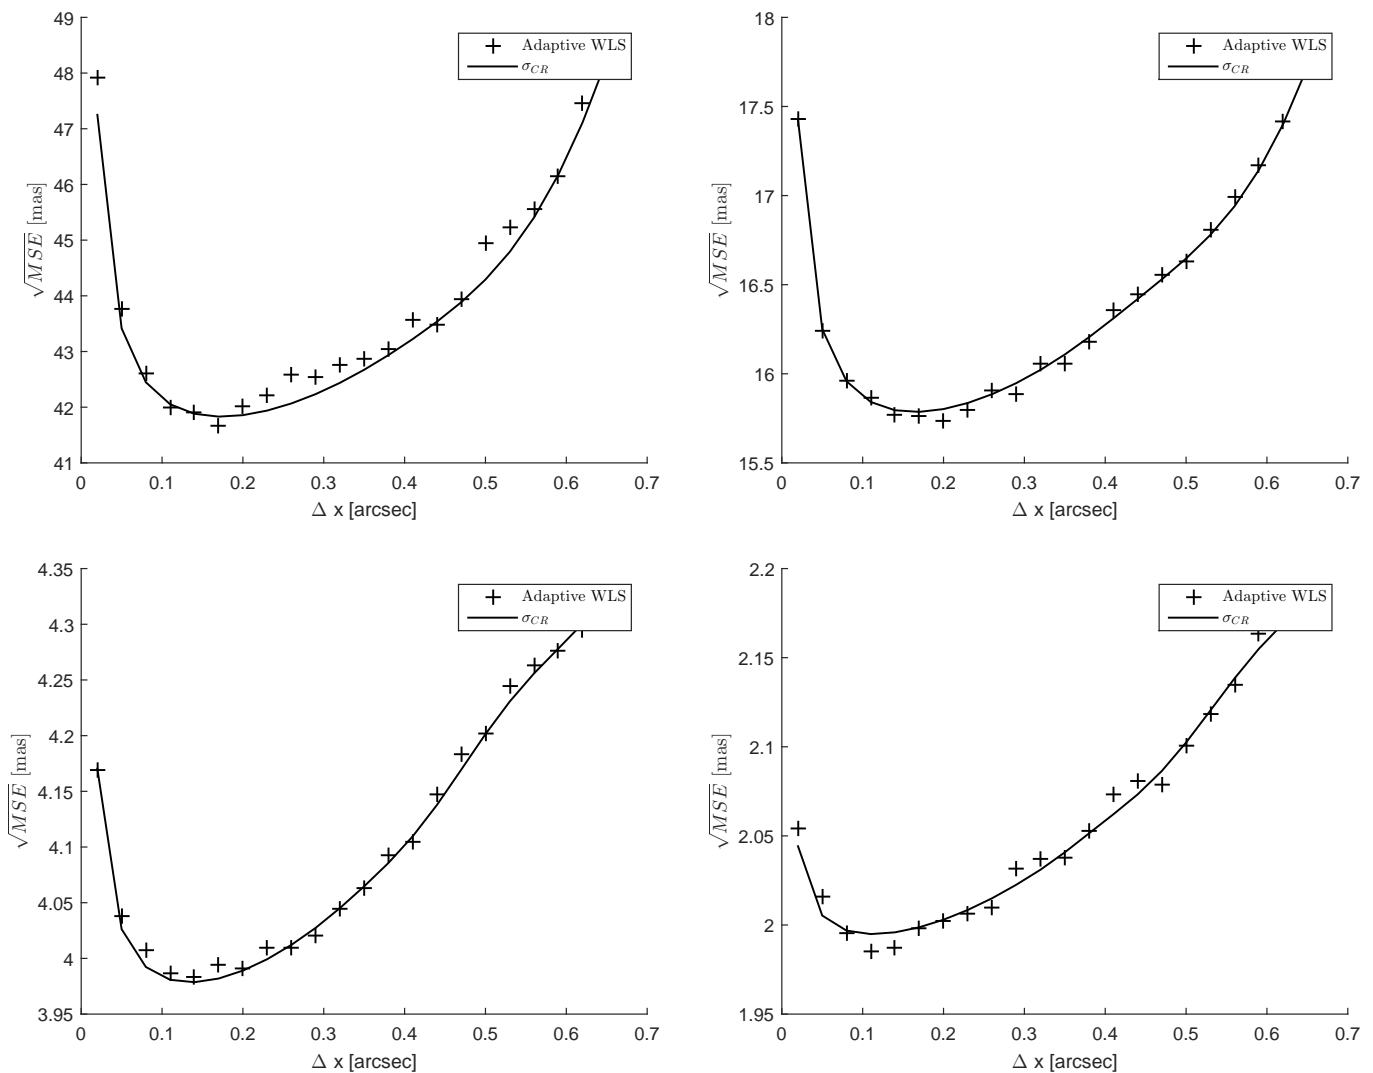 49
48
47
46
45
44
43
42
41
0 0.1 0.2 0.3 0.4 0.5 0.6 0.7
Δ x [arcsec]
√MSE [mas]
Adaptive WLS
σCR
18
17.5
17
16.5
16
15.5
0 0.1 0.2 0.3 0.4 0.5 0.6 0.7
Δ x [arcsec]
√MSE [mas]
Adaptive WLS
σCR
4.35
4.3
4.25
4.2
4.15
4.1
4.05
4
3.95
0 0.1 0.2 0.3 0.4 0.5 0.6 0.7
Δ x [arcsec]
√MSE [mas]
Adaptive WLS
σCR
2.2
2.15
2.1
2.05
2
1.95
0 0.1 0.2 0.3 0.4 0.5 0.6 0.7
Δ x [arcsec]
√MSE [mas]
Adaptive WLS
σCR